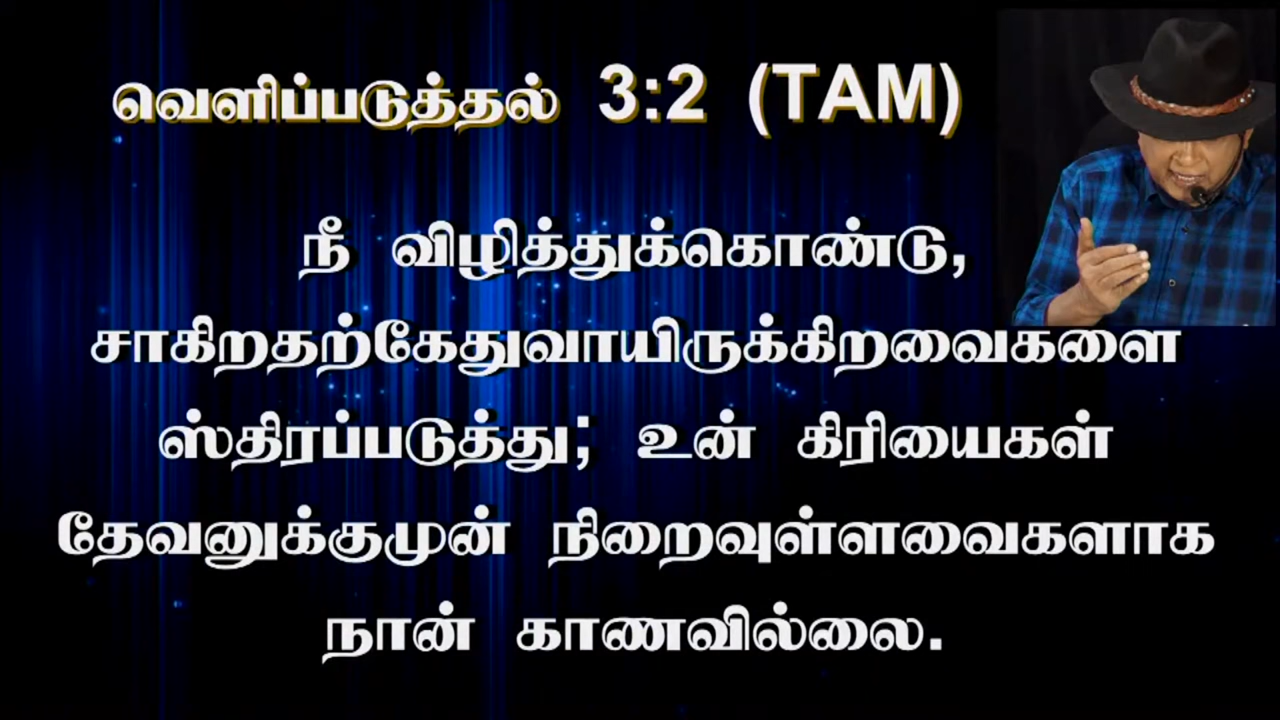 வெளிப்படுத்தல் 3:2 (TAM)
நீ விழித்துக்கொண்டு,
சாகிறதற்கேதுவாயிருக்கிறவைகளை
ஸ்திரப்படுத்து; உன் கிரியைகள்
தேவனுக்குமுன் நிறைவுள்ளவைகளாக
நான் காணவில்லை.